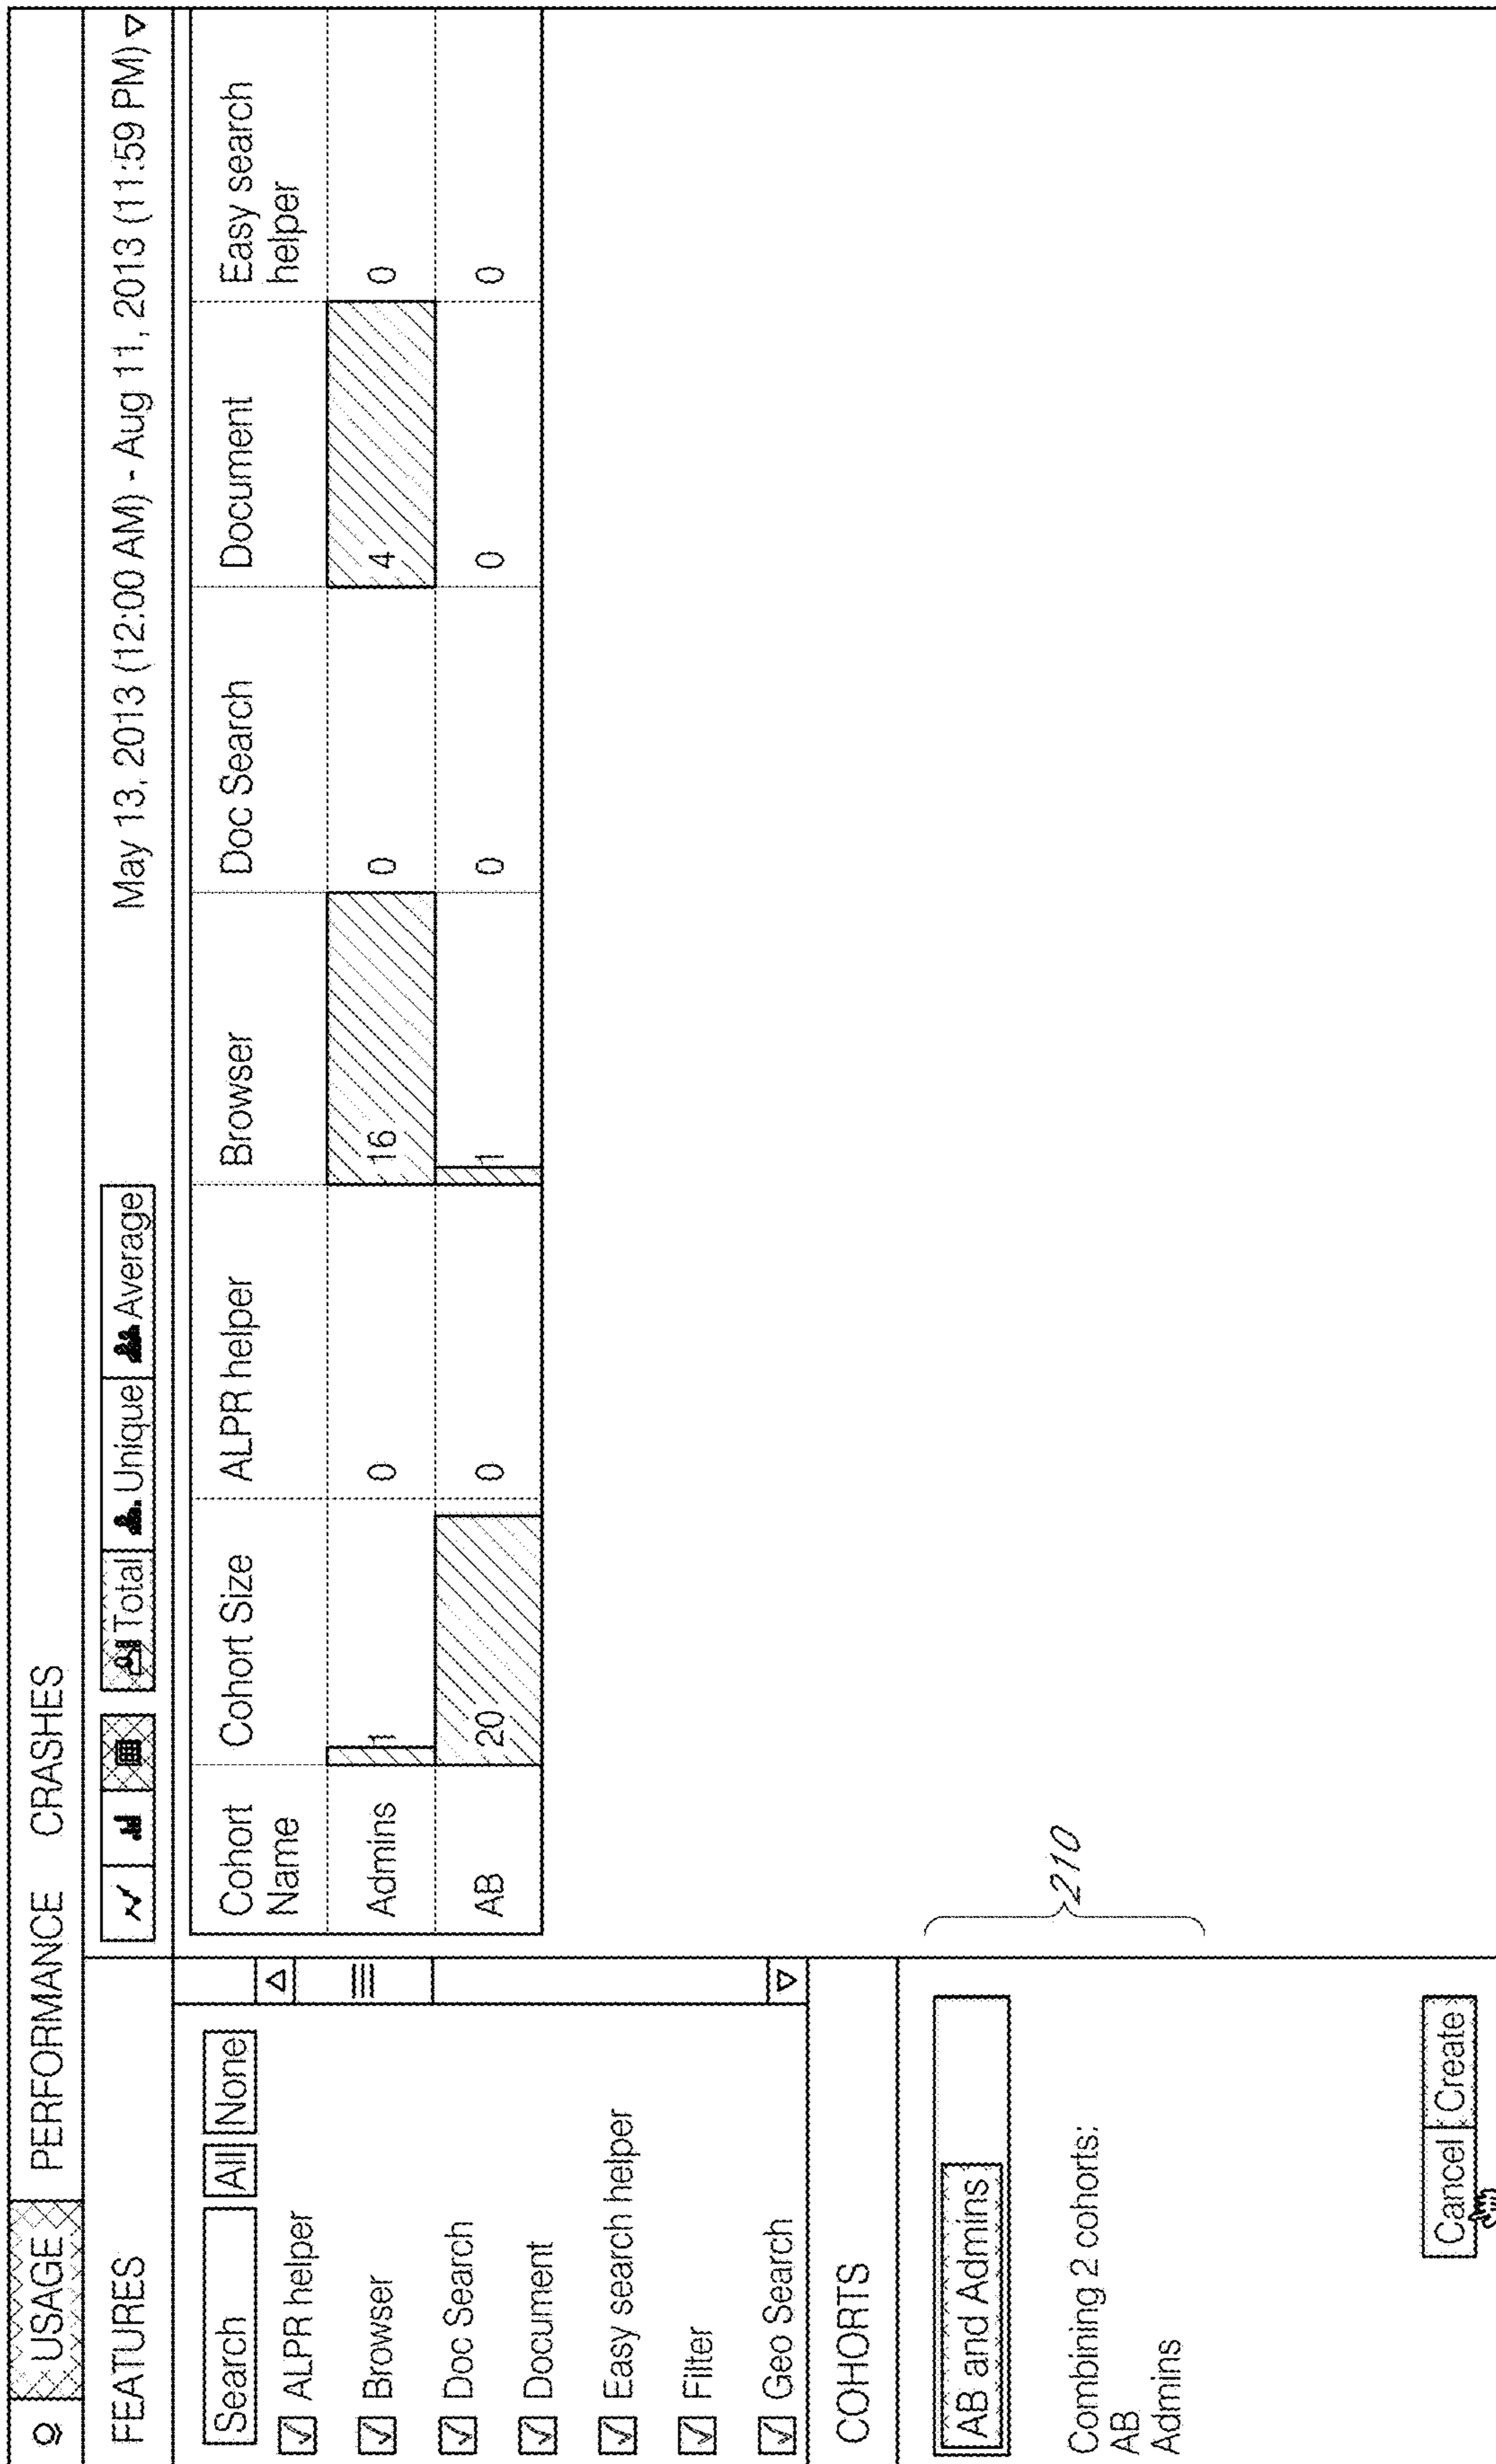 USAGE PERFORMANCE CRASHES
FEATURES
Total Unique Average
May 13, 2013 (12:00 AM) - Aug 11, 2013 (11:59 PM)
Search All None
ALPR helper
Browser
Doc Search
Document
Easy search helper
Filter
Geo Search
COHORTS
AB and Admins
Combining 2 cohorts:
AB
Admins
Cancel Create
210
Cohort Name Cohort Size ALPR helper Browser Doc Search Document Easy search helper
Admins 1 0 16 0 4 0
AB 20 0 1 0 0 0